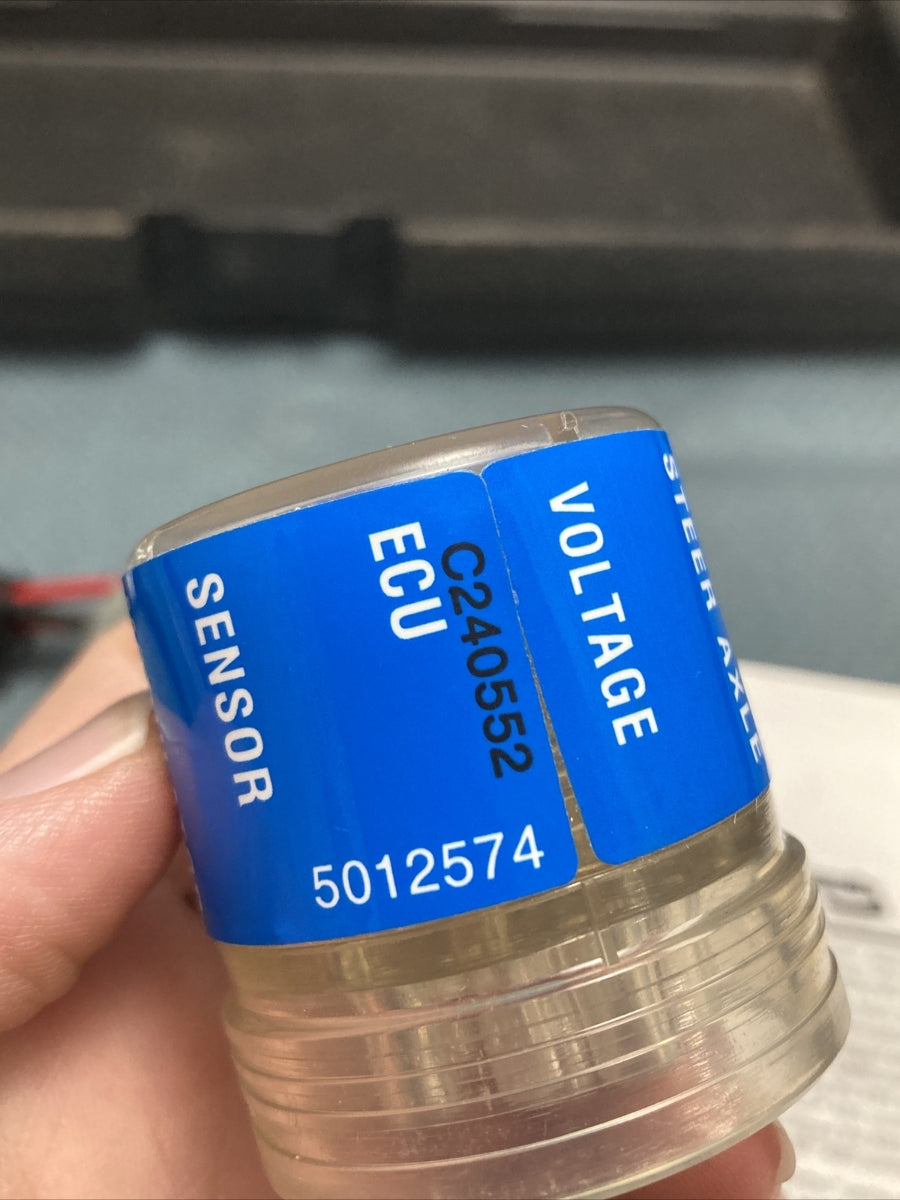 SENSOR
ECU
C240552
5012574
VOLTAGE
STEER AXLE